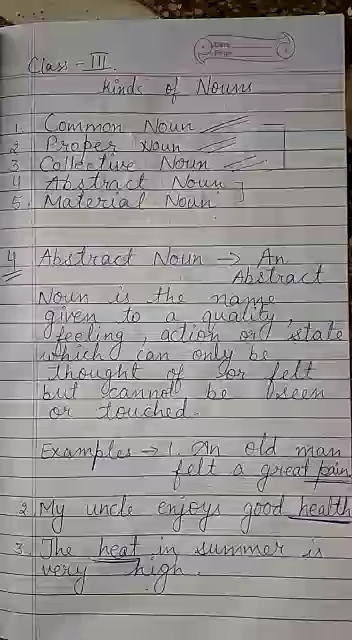 Class - III
Date
Page
Kinds of Nouns
1. Common Noun
2. Proper Noun
3. Collective Noun
4 Abstract Noun
5. Material Noun
4 Abstract Noun → An
Abstract
Noun is the name
given to a quality,
feeling, action or state
which can only be
thought of or felt
but cannot be seen
or touched.
Examples → 1. An old man
felt a great pain
2. My uncle enjoys good health
3. The heat in summer is
very high.